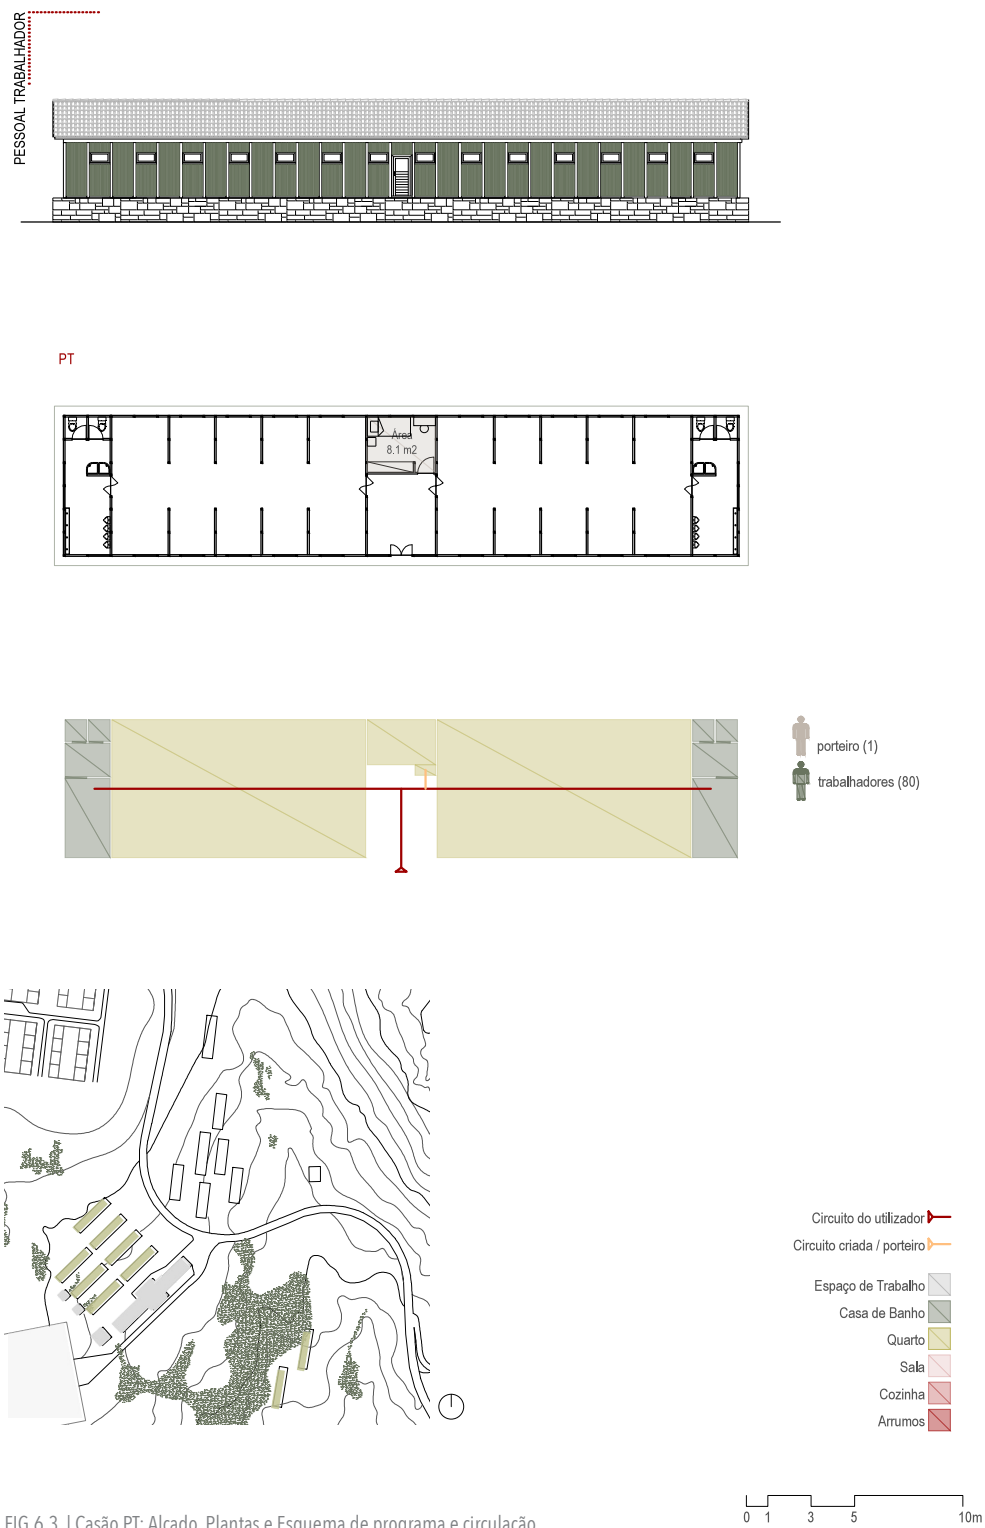 PESSOAL TRABALHADOR
PT
Área
8.1 m2
porteiro (1)
trabalhadores (80)
Circuito do utilizador
Circuito criada / porteiro
Espaço de Trabalho
Casa de Banho
Quarto
Sala
Cozinha
Arrumos
0 1 3 5 10m
FIG 6.3 | Casão PT: Alçado, Plantas e Esquema de programa e circulação